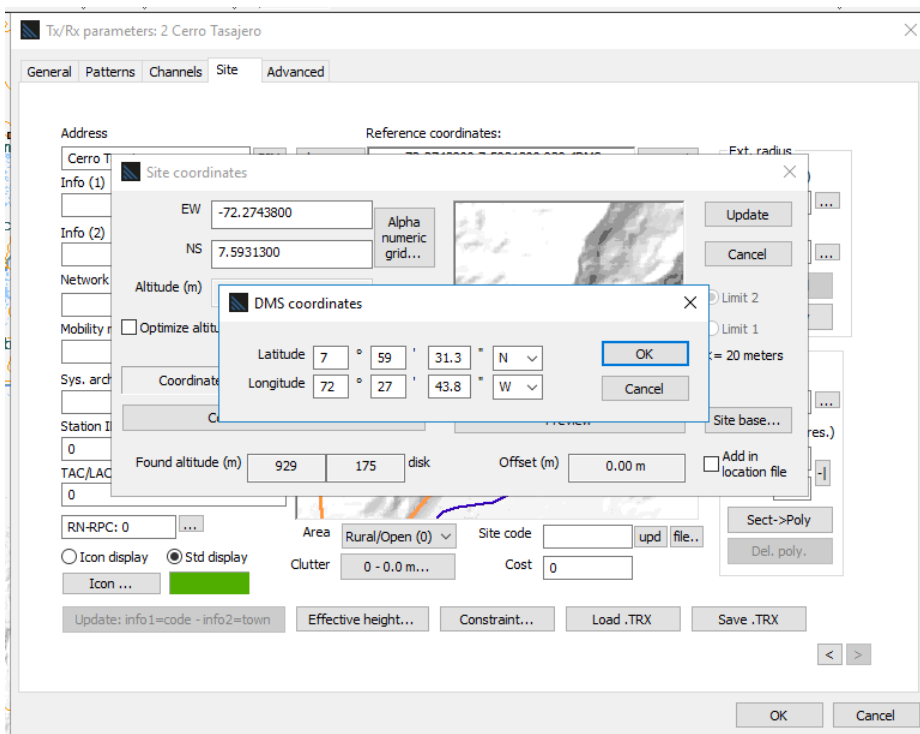 Tx/Rx parameters: 2 Cerro Tasajero
General Patterns Channels Site Advanced
Address Reference coordinates:
Cerro T
Ext. radius
Site coordinates
Info (1)
...
EW -72.2743800
Alpha numeric grid...
Update
Info (2)
NS 7.5931300
Cancel
...
Network
Altitude (m)
Limit 2
DMS coordinates
Mobility
Optimize altitu
Limit 1
Latitude 7 ° 59 ' 31.3 " N
OK
= 20 meters
Longitude 72 ° 27 ' 43.8 " W
Cancel
Sys. arch
Coordinate
...
Station I
Site base...
res.)
0
Found altitude (m) 929 175 disk
Offset (m) 0.00 m
Add in location file
-|
TAC/LAC
0
RN-RPC: 0 ...
Area Rural/Open (0)
Site code upd file..
Sect->Poly
Icon display Std display
Clutter 0 - 0.0 m...
Cost 0
Del. poly.
Icon ...
Update: info1=code - info2=town
Effective height...
Constraint...
Load .TRX
Save .TRX
< >
OK Cancel